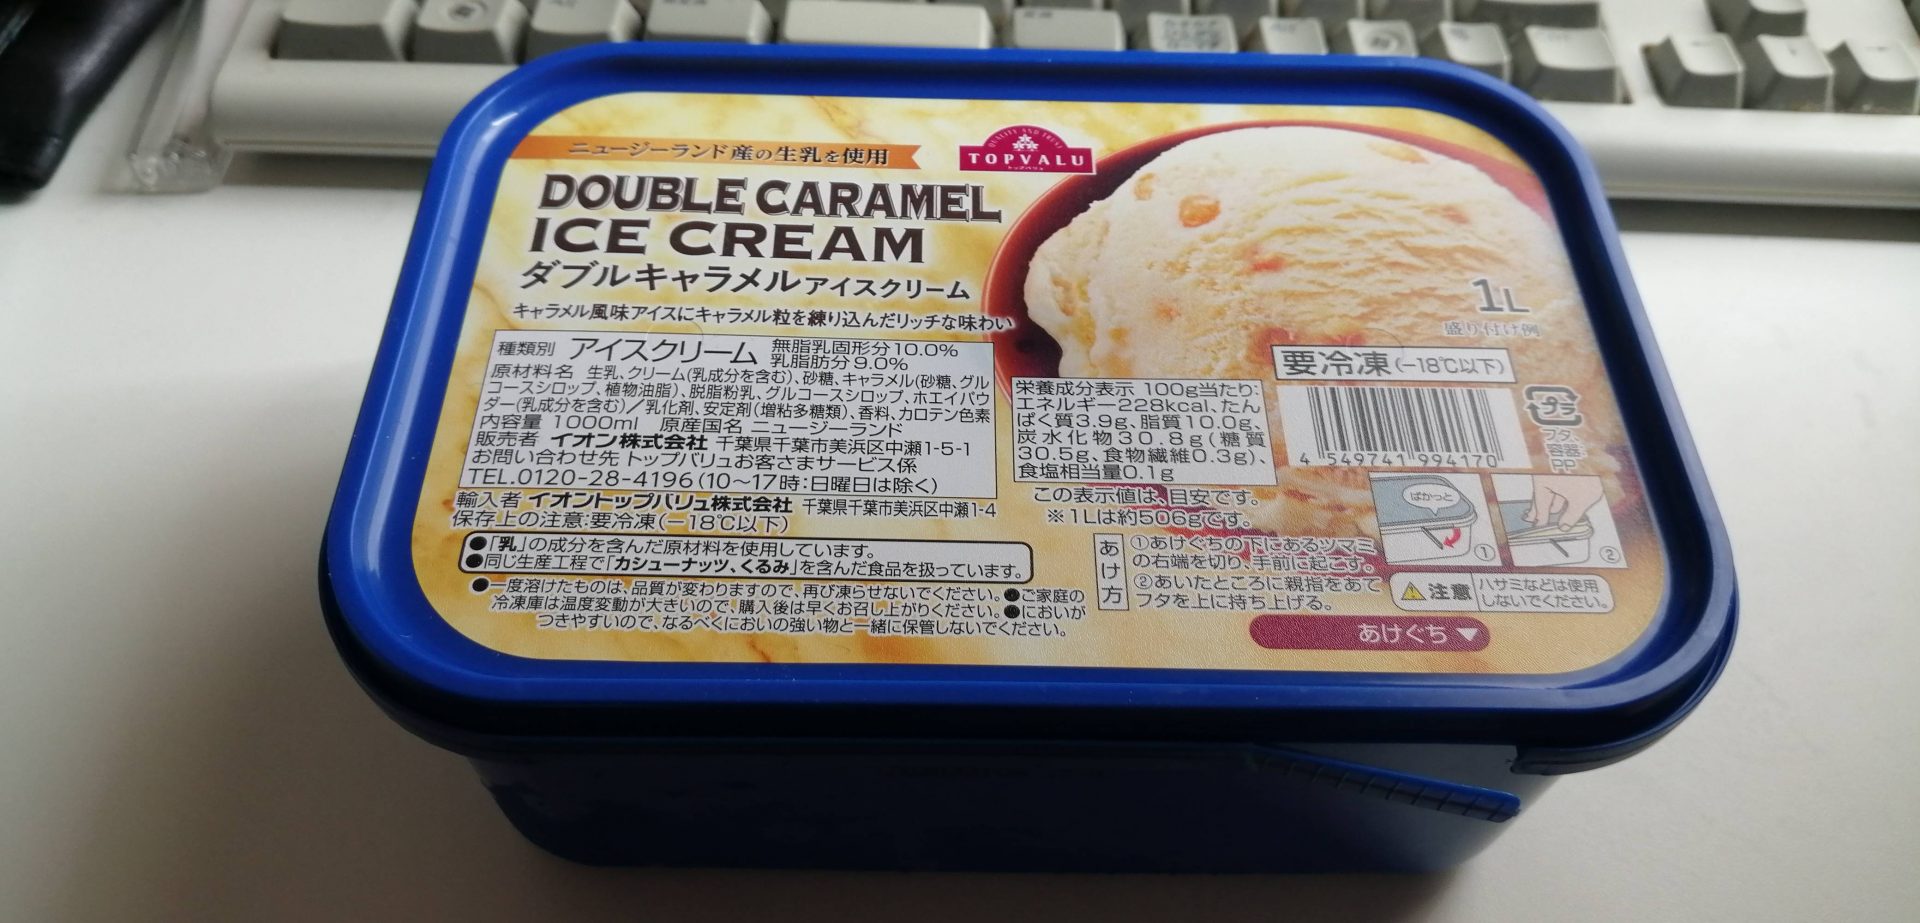 ニュージーランド産の生乳を使用
QUALITY AND TRUST
TOPVALU
トップバリュ
DOUBLE CARAMEL
ICE CREAM
ダブルキャラメルアイスクリーム
キャラメル風味アイスにキャラメル粒を練り込んだリッチな味わい
1L
盛り付け例
種類別 アイスクリーム 無脂乳固形分10.0%
乳脂肪分9.0%
原材料名 生乳、クリーム(乳成分を含む)、砂糖、キャラメル(砂糖、グル
コースシロップ、植物油脂)、脱脂粉乳、グルコースシロップ、ホエイパウ
ダー(乳成分を含む)/乳化剤、安定剤(増粘多糖類)、香料、カロテン色素
内容量 1000ml 原産国名 ニュージーランド
販売者 イオン株式会社 千葉県千葉市美浜区中瀬1-5-1
お問い合わせ先 トップバリュお客さまサービス係
TEL.0120-28-4196(10〜17時:日曜日は除く)
輸入者 イオントップバリュ株式会社 千葉県千葉市美浜区中瀬1-4
保存上の注意:要冷凍(-18℃以下)
●「乳」の成分を含んだ原材料を使用しています。
●同じ生産工程で「カシューナッツ、くるみ」を含んだ食品を扱っています。
●一度溶けたものは、品質が変わりますので、再び凍らせないでください。●ご家庭の
冷凍庫は温度変動が大きいので、購入後は早くお召し上がりください。●においが
つきやすいので、なるべくにおいの強い物と一緒に保管しないでください。
栄養成分表示 100g当たり:
エネルギー228kcal、たん
ぱく質3.9g、脂質10.0g、
炭水化物30.8g(糖質
30.5g、食物繊維0.3g)、
食塩相当量0.1g
この表示値は、目安です。
※1Lは約506gです。
要冷凍(-18℃以下)
4 549741 994170
プラ
フタ、
容器:
PP
ぱかっと
①
②
あけ方
①あけぐちの下にあるツマミ
の右端を切り、手前に起こす。
②あいたところに親指をあて
フタを上に持ち上げる。
注意
ハサミなどは使用
しないでください。
あけぐち▼